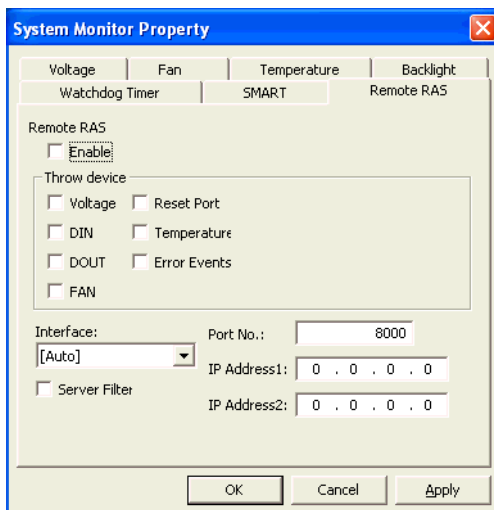 System Monitor Property
Voltage Fan Temperature Backlight
Watchdog Timer SMART Remote RAS
Remote RAS
Enable
Throw device
Voltage Reset Port
DIN Temperature
DOUT Error Events
FAN
Interface: Port No.: 8000
[Auto] IP Address1: 0 . 0 . 0 . 0
Server Filter IP Address2: 0 . 0 . 0 . 0
OK Cancel Apply